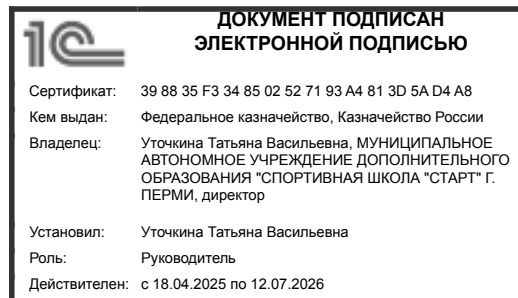 1С
ДОКУМЕНТ ПОДПИСАН
ЭЛЕКТРОННОЙ ПОДПИСЬЮ
Сертификат: 39 88 35 F3 34 85 02 52 71 93 A4 81 3D 5A D4 A8
Кем выдан: Федеральное казначейство, Казначейство России
Владелец: Уточкина Татьяна Васильевна, МУНИЦИПАЛЬНОЕ
АВТОНОМНОЕ УЧРЕЖДЕНИЕ ДОПОЛНИТЕЛЬНОГО
ОБРАЗОВАНИЯ "СПОРТИВНАЯ ШКОЛА "СТАРТ" Г.
ПЕРМИ, директор
Установил: Уточкина Татьяна Васильевна
Роль: Руководитель
Действителен: с 18.04.2025 по 12.07.2026